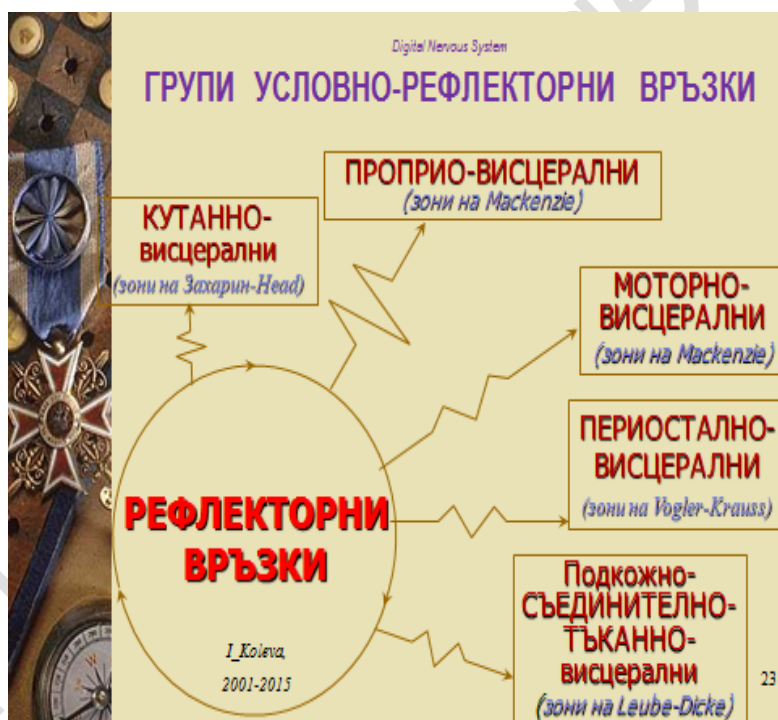 Digital Nervous System
ГРУПИ УСЛОВНО-РЕФЛЕКТОРНИ ВРЪЗКИ
ПРОПРИО-ВИСЦЕРАЛНИ
(зони на Mackenzie)
КУТАННО-
висцерални
(зони на Захарин-Head)
МОТОРНО-
ВИСЦЕРАЛНИ
(зони на Mackenzie)
ПЕРИОСТАЛНО-
ВИСЦЕРАЛНИ
(зони на Vogler-Krauss)
РЕФЛЕКТОРНИ
ВРЪЗКИ
Подкожно-
СЪЕДИНИТЕЛНО-
ТЪКАННО-
висцерални
(зони на Leube-Dicke)
I_Koleva,
2001-2015
23